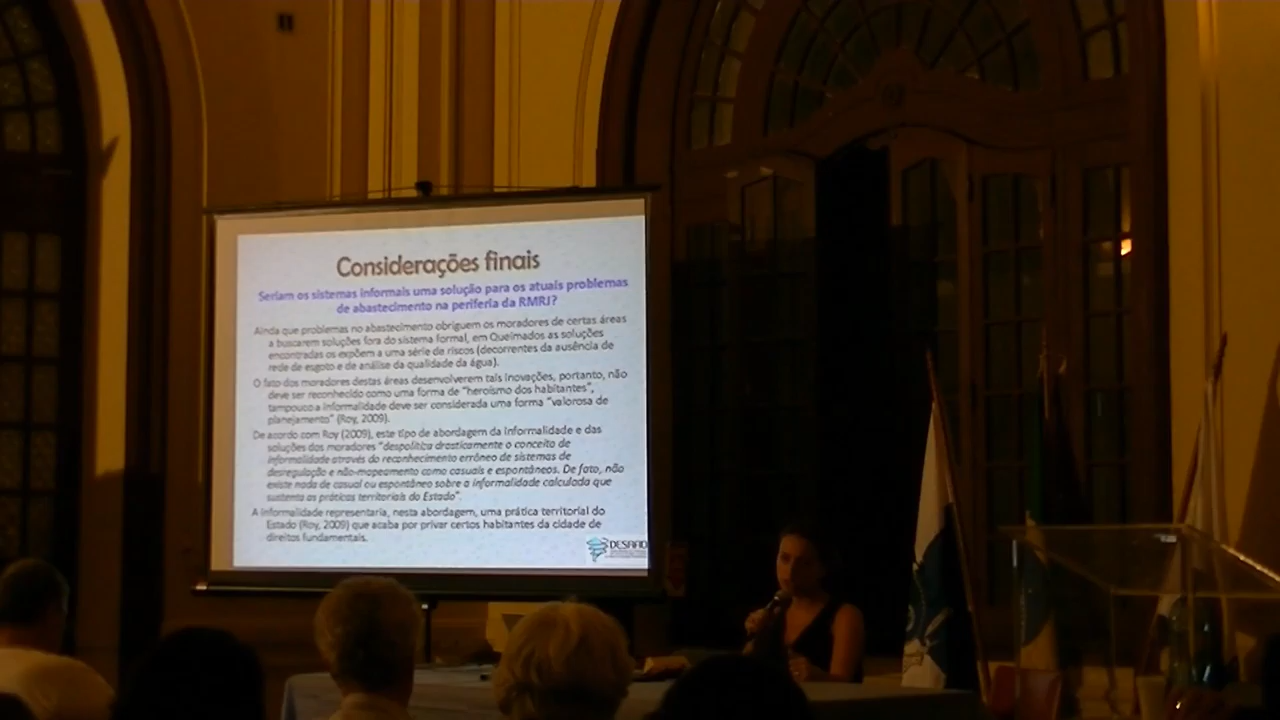 Considerações finais
Seriam os sistemas informais uma solução para os atuais problemas
de abastecimento na periferia da RMRJ?
Ainda que problemas no abastecimento obriguem os moradores de certas áreas
a buscarem soluções fora do sistema formal, em Queimados as soluções
encontradas os expõem a uma série de riscos (decorrentes da ausência de
rede de esgoto e de análise da qualidade da água).
O fato dos moradores destas áreas desenvolverem tais inovações, portanto, não
deve ser reconhecido como uma forma de "heroísmo dos habitantes",
tampouco a informalidade deve ser considerada uma forma "valorosa de
planejamento" (Roy, 2009).
De acordo com Roy (2009), este tipo de abordagem da informalidade e das
soluções dos moradores "despolitiza drasticamente o conceito de
informalidade através do reconhecimento errôneo de sistemas de
desregulação e não-mapeamento como casuais e espontâneos. De fato, não
existe nada de casual ou espontâneo sobre a informalidade calculada que
sustenta as práticas territoriais do Estado".
A informalidade representaria, nesta abordagem, uma prática territorial do
Estado (Roy, 2009) que acaba por privar certos habitantes da cidade de
direitos fundamentais.
DESAFIO